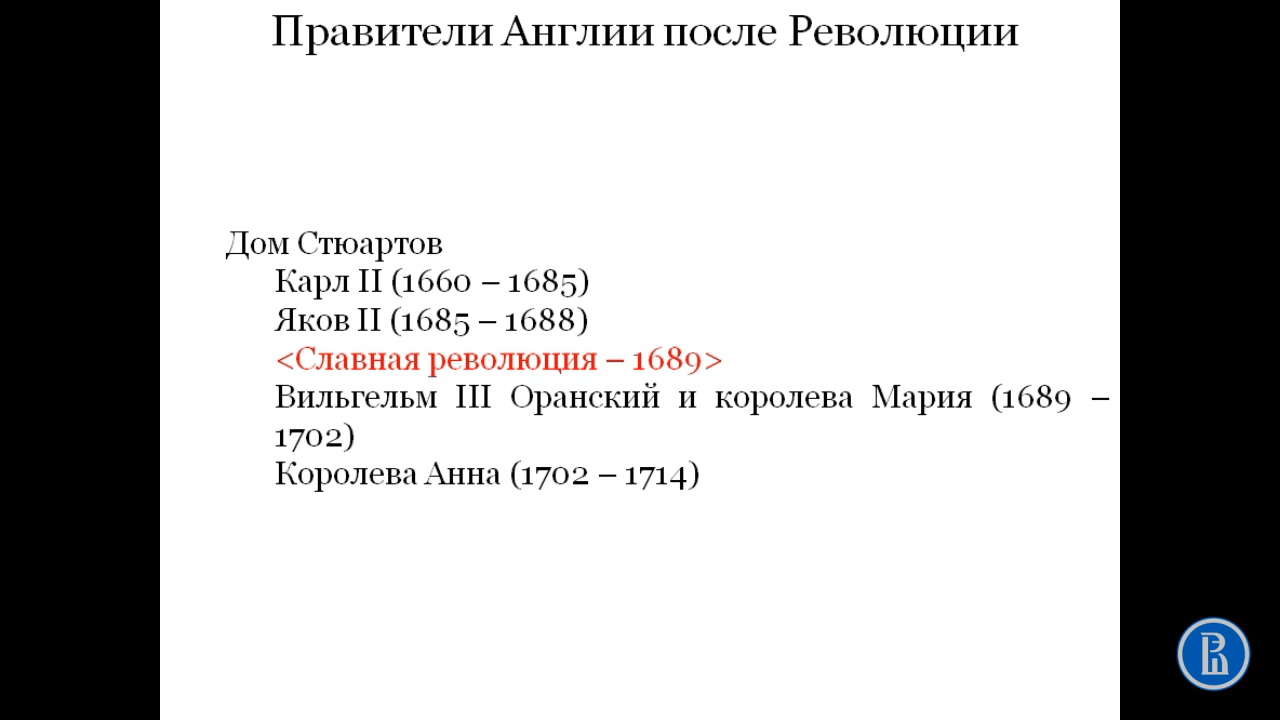 Правители Англии после Революции
Дом Стюартов
Карл II (1660 – 1685)
Яков II (1685 – 1688)
<Славная революция – 1689>
Вильгельм III Оранский и королева Мария (1689 –
1702)
Королева Анна (1702 – 1714)